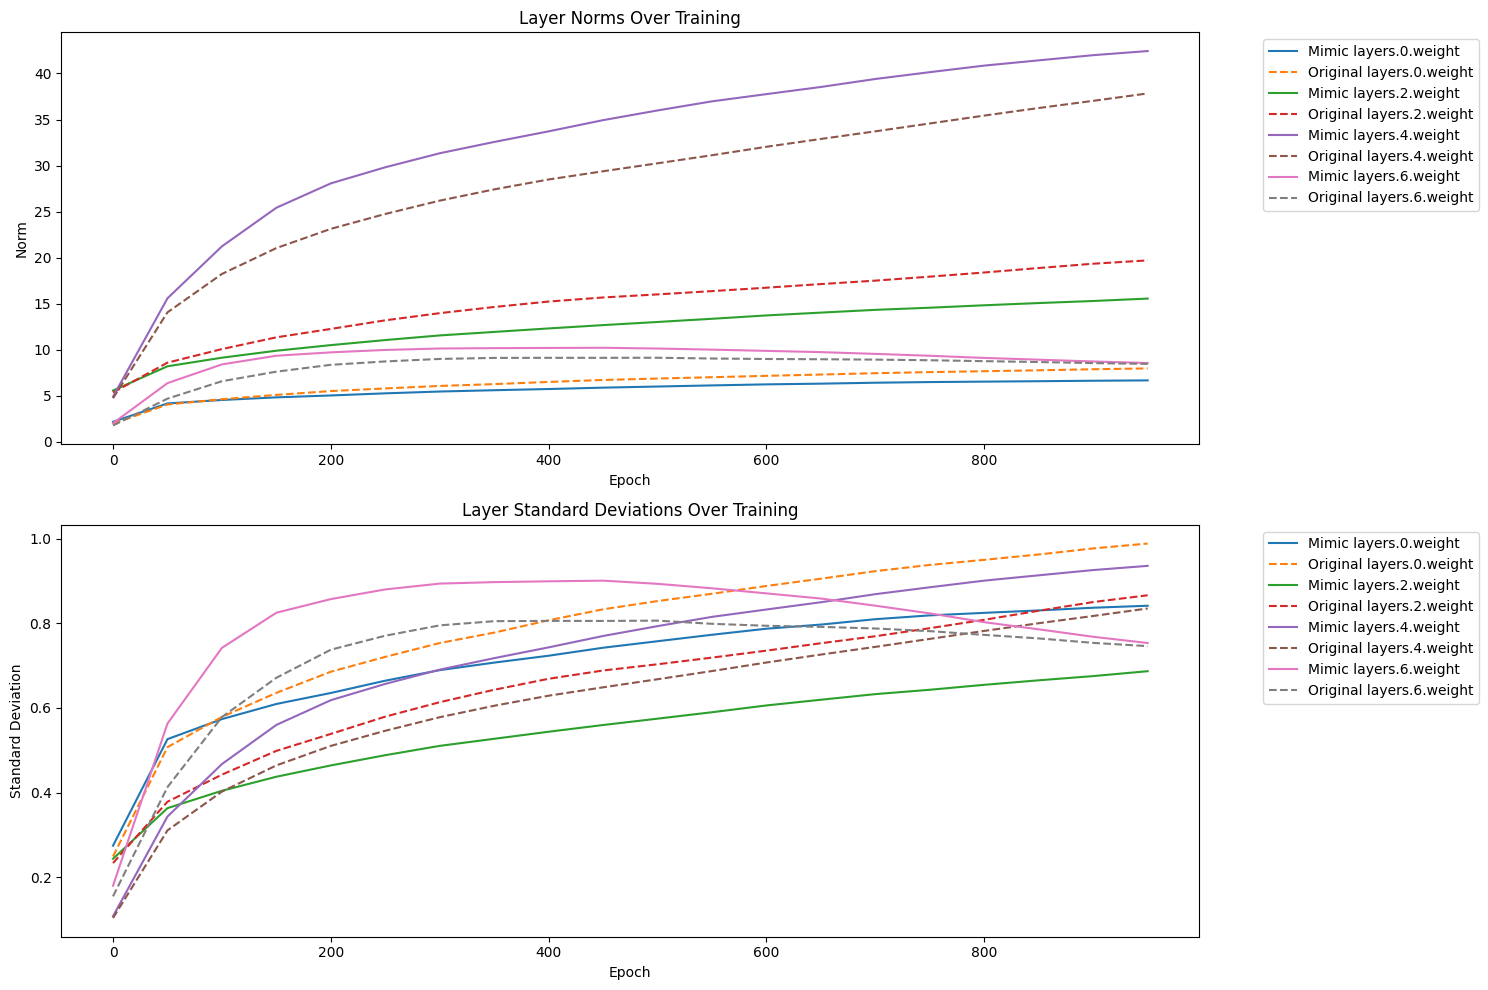 Layer Norms Over Training
Norm
40
35
30
25
20
15
10
5
0
0 200 400 600 800
Epoch
Mimic layers.0.weight
Original layers.0.weight
Mimic layers.2.weight
Original layers.2.weight
Mimic layers.4.weight
Original layers.4.weight
Mimic layers.6.weight
Original layers.6.weight
Layer Standard Deviations Over Training
Standard Deviation
1.0
0.8
0.6
0.4
0.2
0 200 400 600 800
Epoch
Mimic layers.0.weight
Original layers.0.weight
Mimic layers.2.weight
Original layers.2.weight
Mimic layers.4.weight
Original layers.4.weight
Mimic layers.6.weight
Original layers.6.weight